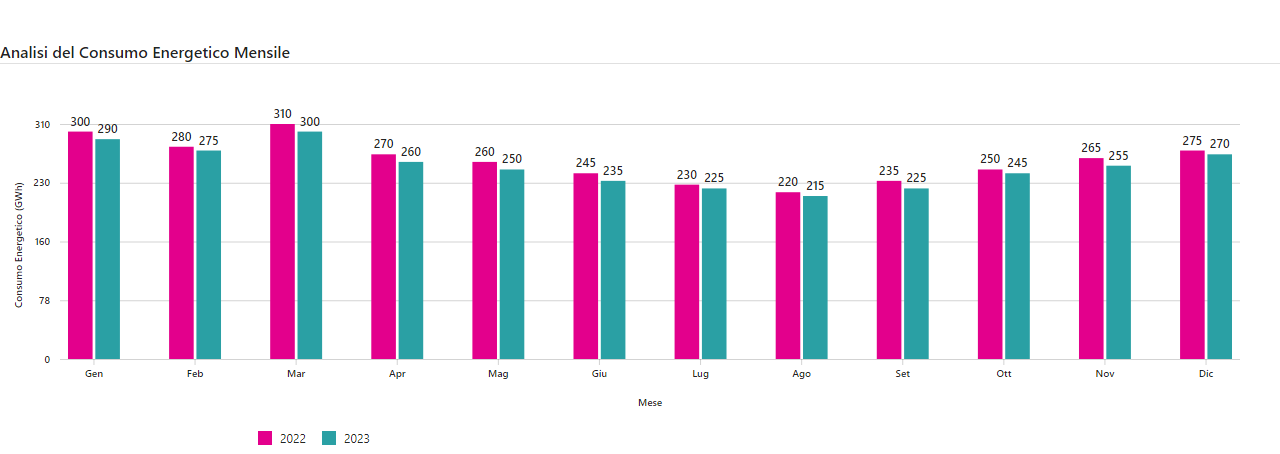 Analisi del Consumo Energetico Mensile
310
230
160
78
0
Consumo Energetico (GWh)
300 290 280 275 310 300 270 260 260 250 245 235 230 225 220 215 235 225 250 245 265 255 275 270
Gen Feb Mar Apr Mag Giu Lug Ago Set Ott Nov Dic
Mese
2022 2023